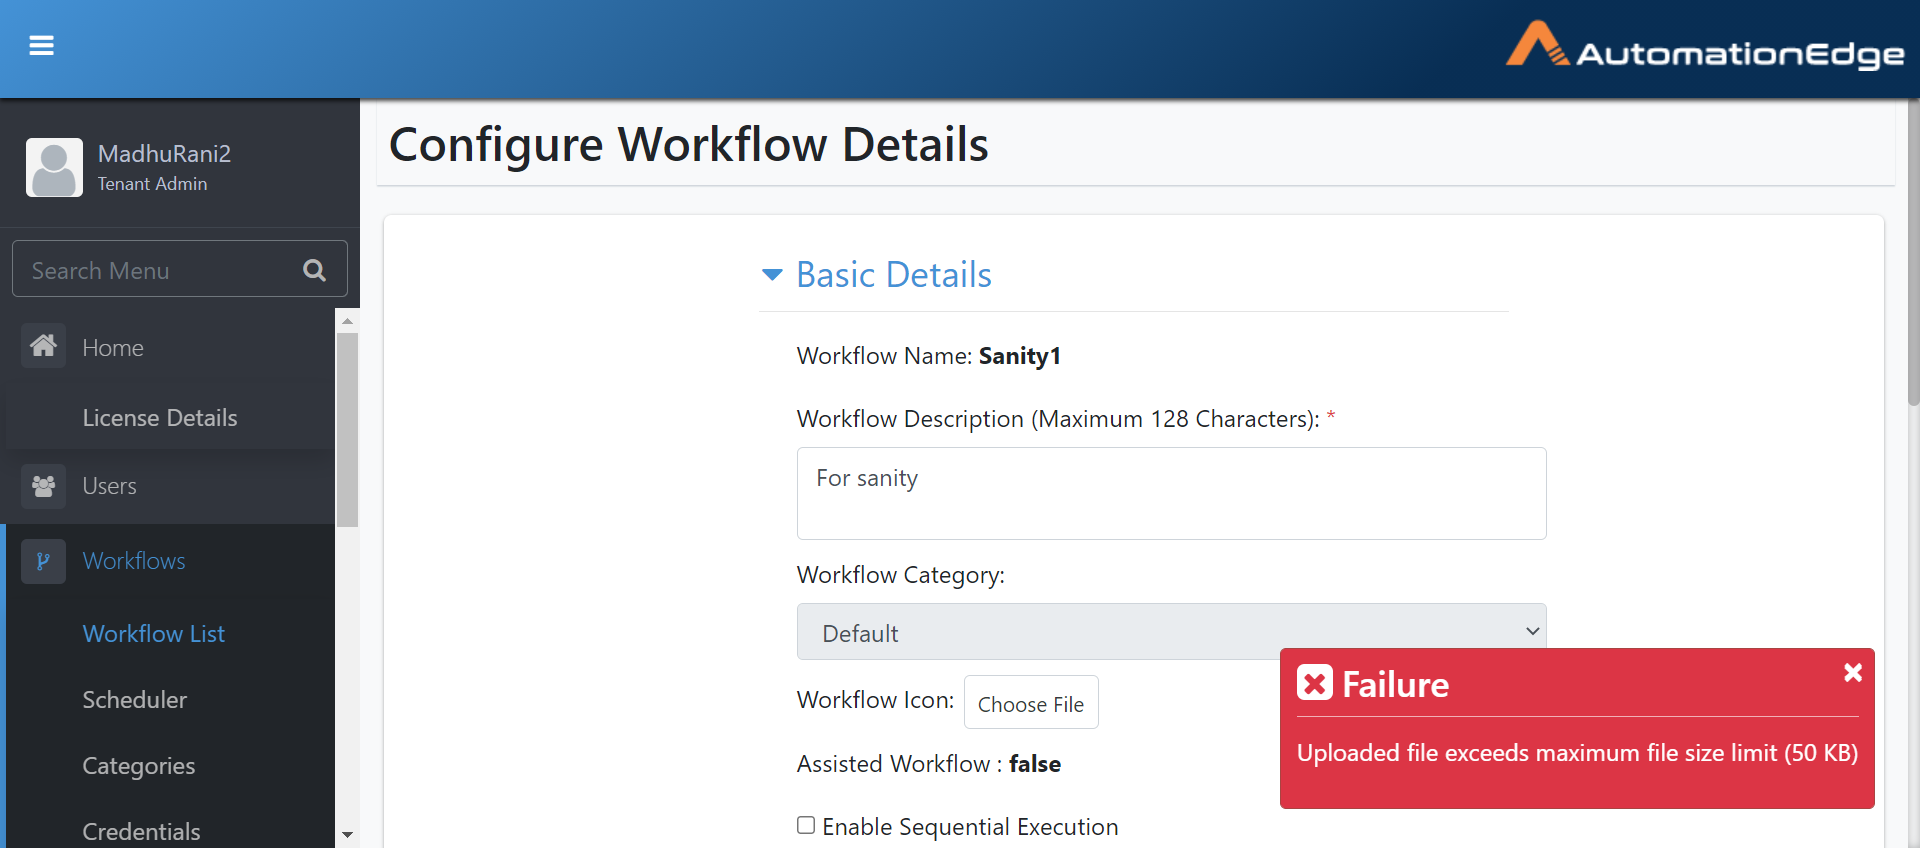 AutomationEdge
MadhuRani2
Tenant Admin
Search Menu
Home
License Details
Users
Workflows
Workflow List
Scheduler
Categories
Credentials
Configure Workflow Details
Basic Details
Workflow Name: Sanity1
Workflow Description (Maximum 128 Characters): *
For sanity
Workflow Category:
Default
Workflow Icon: Choose File
Assisted Workflow : false
Enable Sequential Execution
Failure
Uploaded file exceeds maximum file size limit (50 KB)